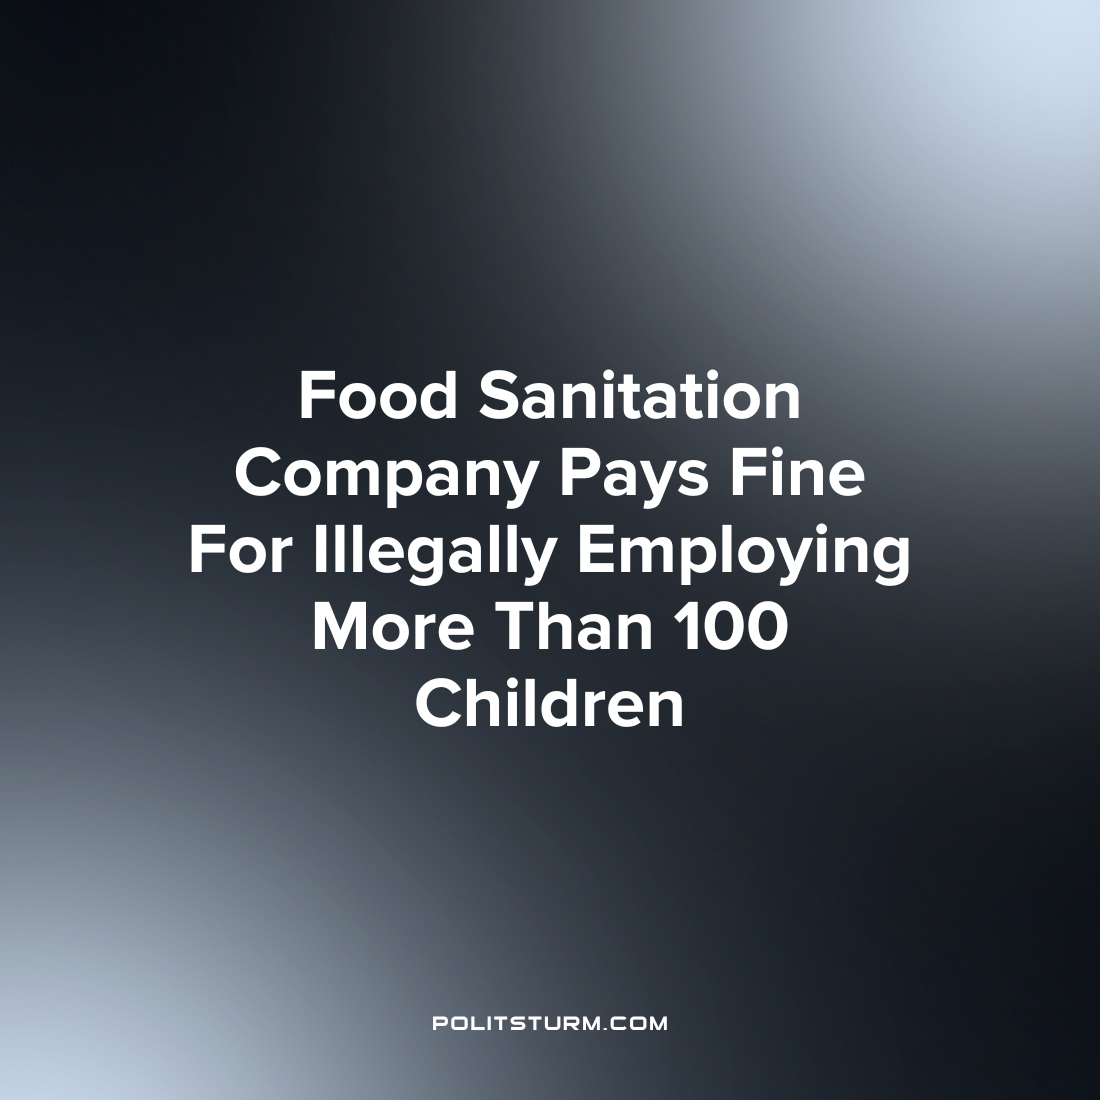 Food Sanitation
Company Pays Fine
For Illegally Employing
More Than 100
Children
POLITSTURM.COM